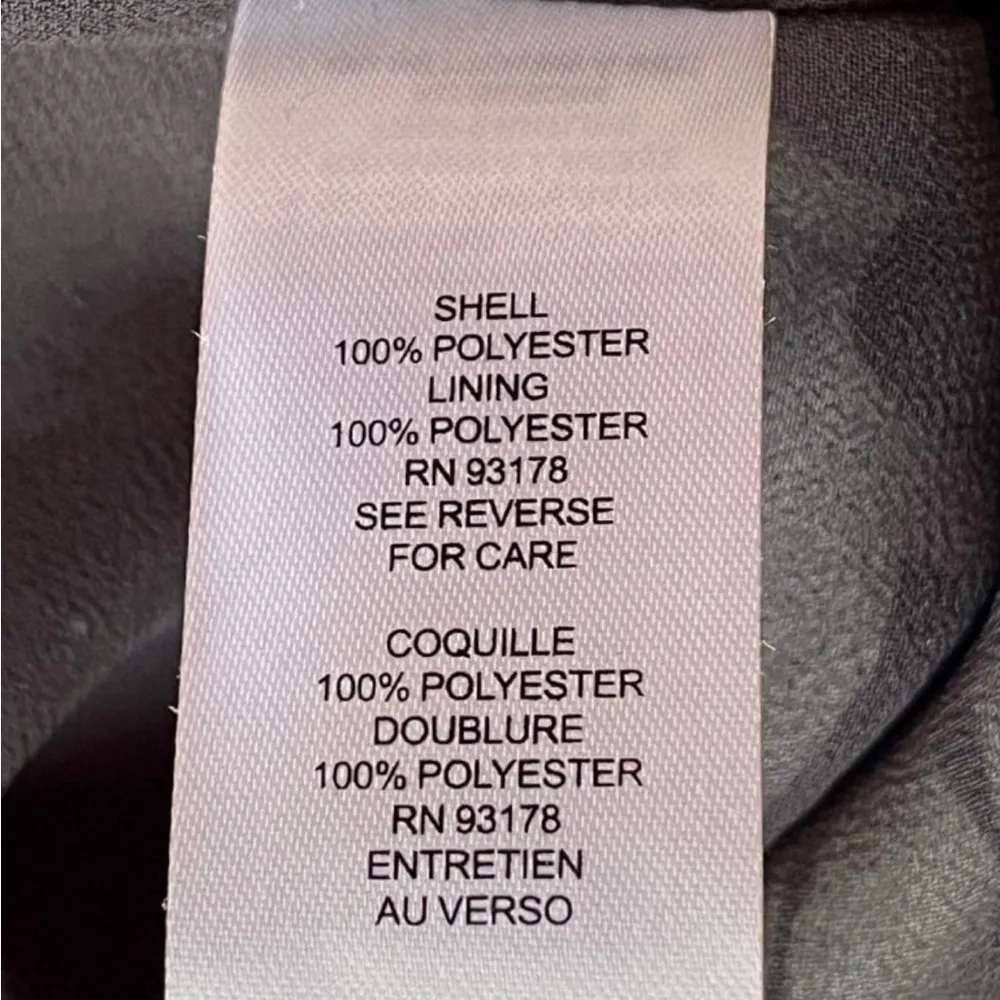 SHELL
100% POLYESTER
LINING
100% POLYESTER
RN 93178
SEE REVERSE
FOR CARE
COQUILLE
100% POLYESTER
DOUBLURE
100% POLYESTER
RN 93178
ENTRETIEN
AU VERSO